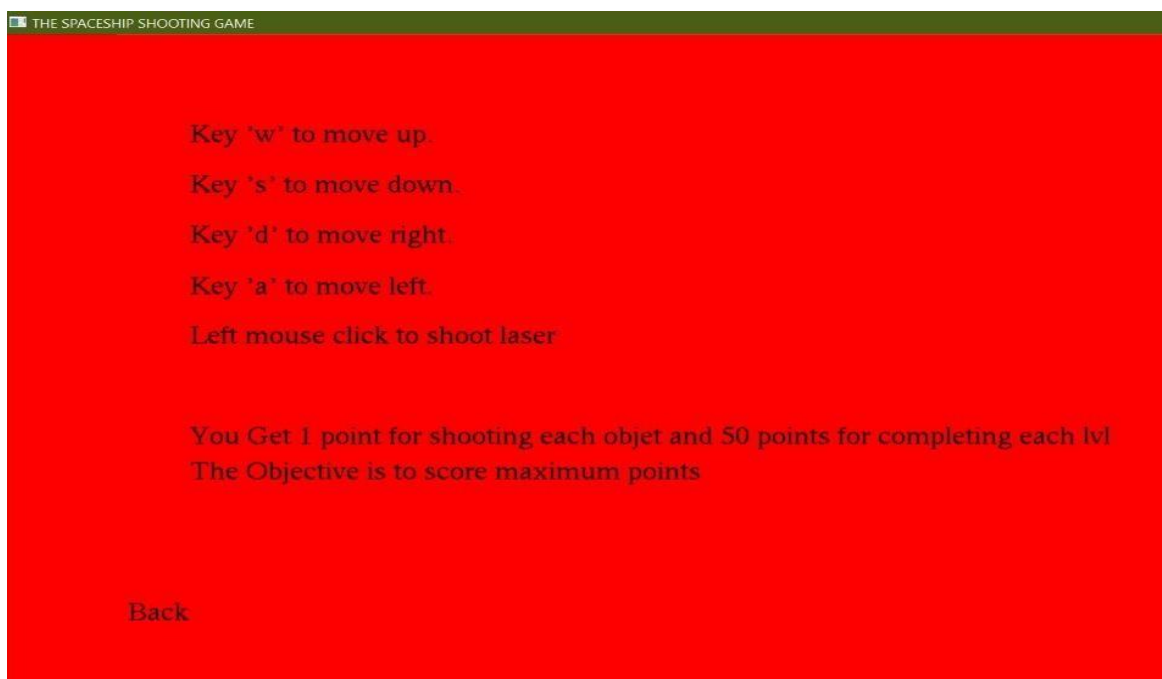 THE SPACESHIP SHOOTING GAME
Key 'w' to move up.
Key 's' to move down.
Key 'd' to move right.
Key 'a' to move left.
Left mouse click to shoot laser
You Get 1 point for shooting each objet and 50 points for completing each lvl
The Objective is to score maximum points
Back